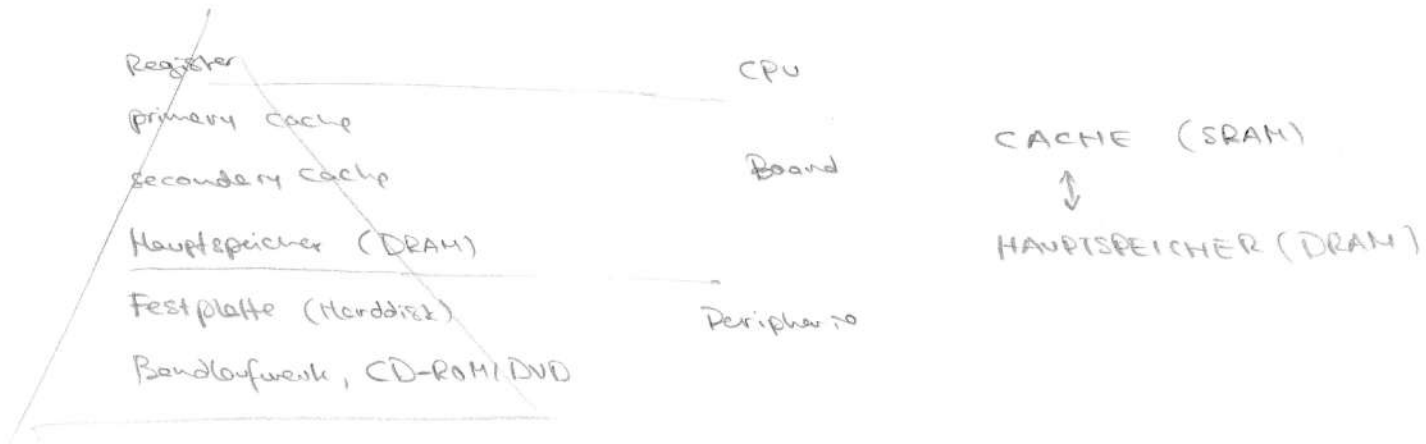 Register CPU
primary cache
CACHE (SRAM)
secondary cache Board
Hauptspeicher (DRAM) HAUPTSPEICHER (DRAM)
Festplatte (Harddisk) Peripherie
Bandlaufwerk, CD-ROM/DVD